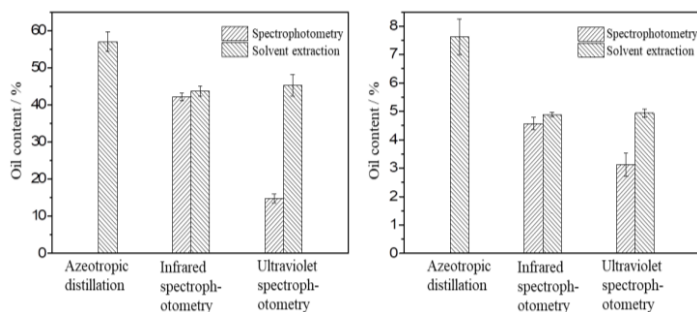 Oil content / %
60
50
40
30
20
10
0
Spectrophotometry
Solvent extraction
Azeotropic
distillation
Infrared
spectroph-
otometry
Ultraviolet
spectroph-
otometry
Oil content / %
8
7
6
5
4
3
2
1
0
Spectrophotometry
Solvent extraction
Azeotropic
distillation
Infrared
spectroph-
otometry
Ultraviolet
spectroph-
otometry